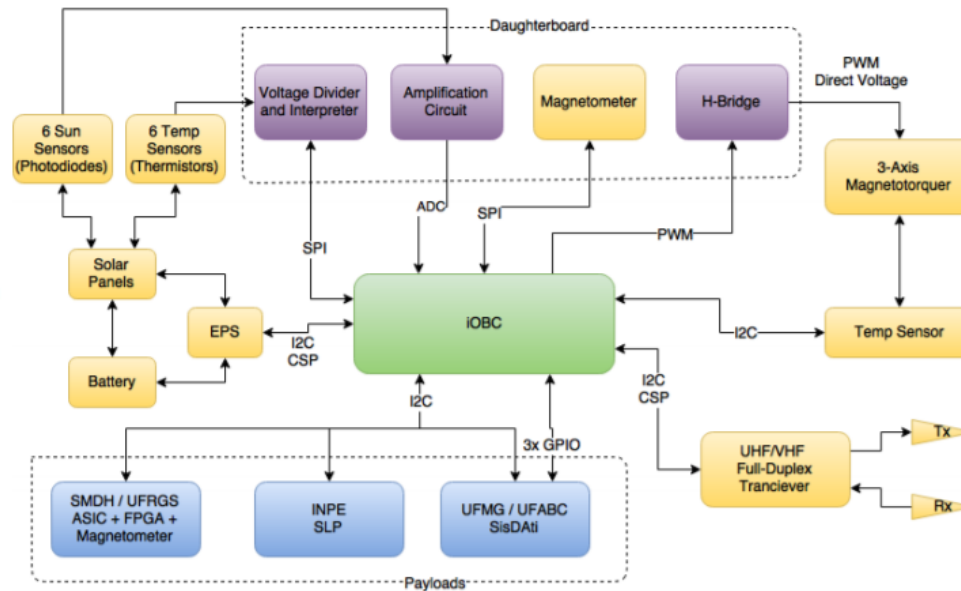 Daughterboard
PWM
Direct Voltage
Voltage Divider
and Interpreter
Amplification
Circuit
Magnetometer
H-Bridge
6 Sun
Sensors
(Photodiodes)
6 Temp
Sensors
(Thermistors)
3-Axis
Magnetotorquer
ADC
SPI
SPI
PWM
Solar
Panels
iOBC
EPS
I2C
CSP
I2C
Temp Sensor
Battery
I2C
I2C
CSP
3x GPIO
UHF/VHF
Full-Duplex
Tranciever
Tx
Rx
SMDH / UFRGS
ASIC + FPGA +
Magnetometer
INPE
SLP
UFMG / UFABC
SisDAti
Payloads